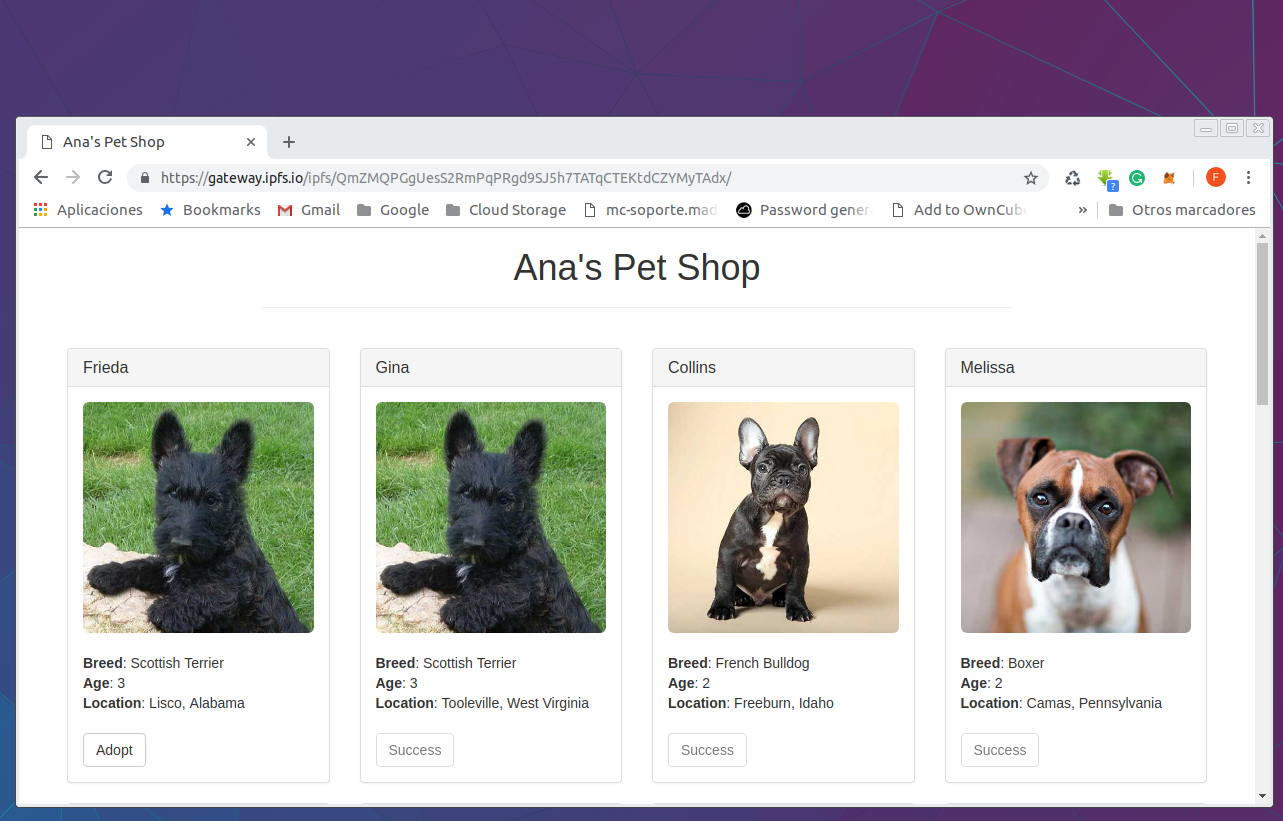 Ana's Pet Shop
https://gateway.ipfs.io/ipfs/QmZMQPGgUesS2RmPqPRgd9SJ5h7TATqCTEKtdCZYMyTAdx/
?
F
Aplicaciones Bookmarks Gmail Google Cloud Storage mc-soporte.mad Password gener Add to OwnCub » Otros marcadores
Ana's Pet Shop
Frieda
Breed: Scottish Terrier
Age: 3
Location: Lisco, Alabama
Adopt
Gina
Breed: Scottish Terrier
Age: 3
Location: Tooleville, West Virginia
Success
Collins
Breed: French Bulldog
Age: 2
Location: Freeburn, Idaho
Success
Melissa
Breed: Boxer
Age: 2
Location: Camas, Pennsylvania
Success